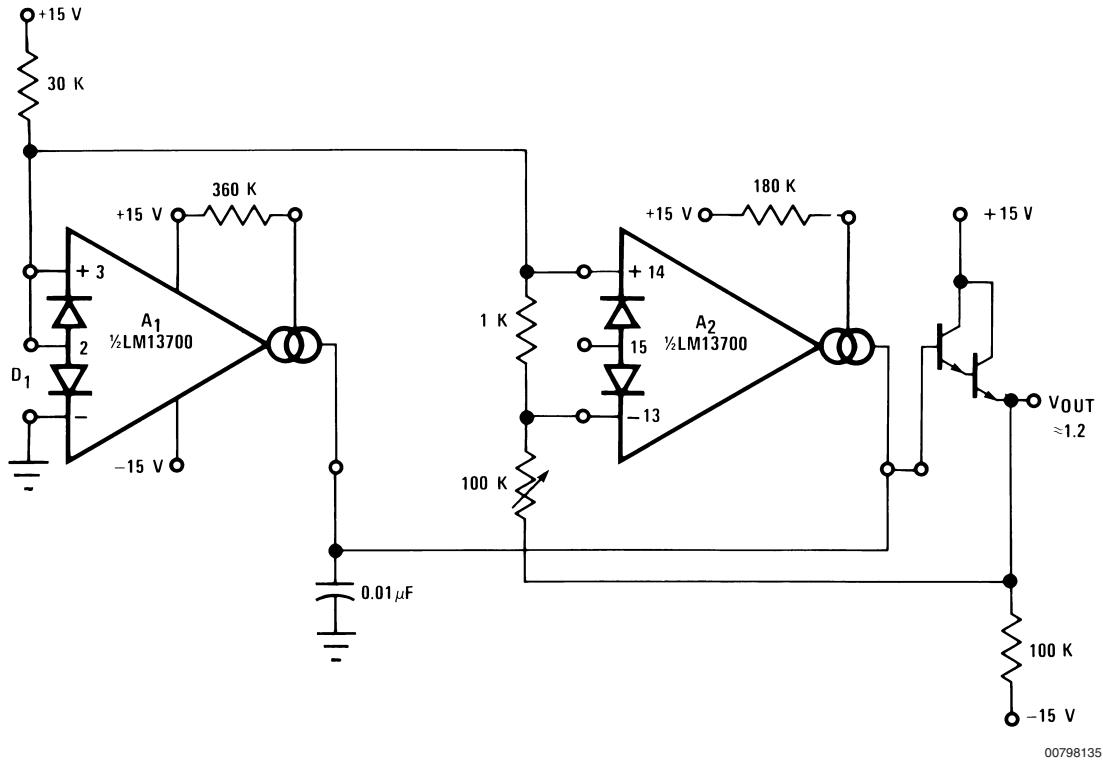 +15 V
30 K
360 K
+15 V
+ 3
A1
½LM13700
2
D1
−
−15 V
0.01 µF
1 K
100 K
180 K
+15 V
+ 14
A2
½LM13700
15
− 13
+15 V
VOUT
≈1.2
100 K
−15 V
00798135